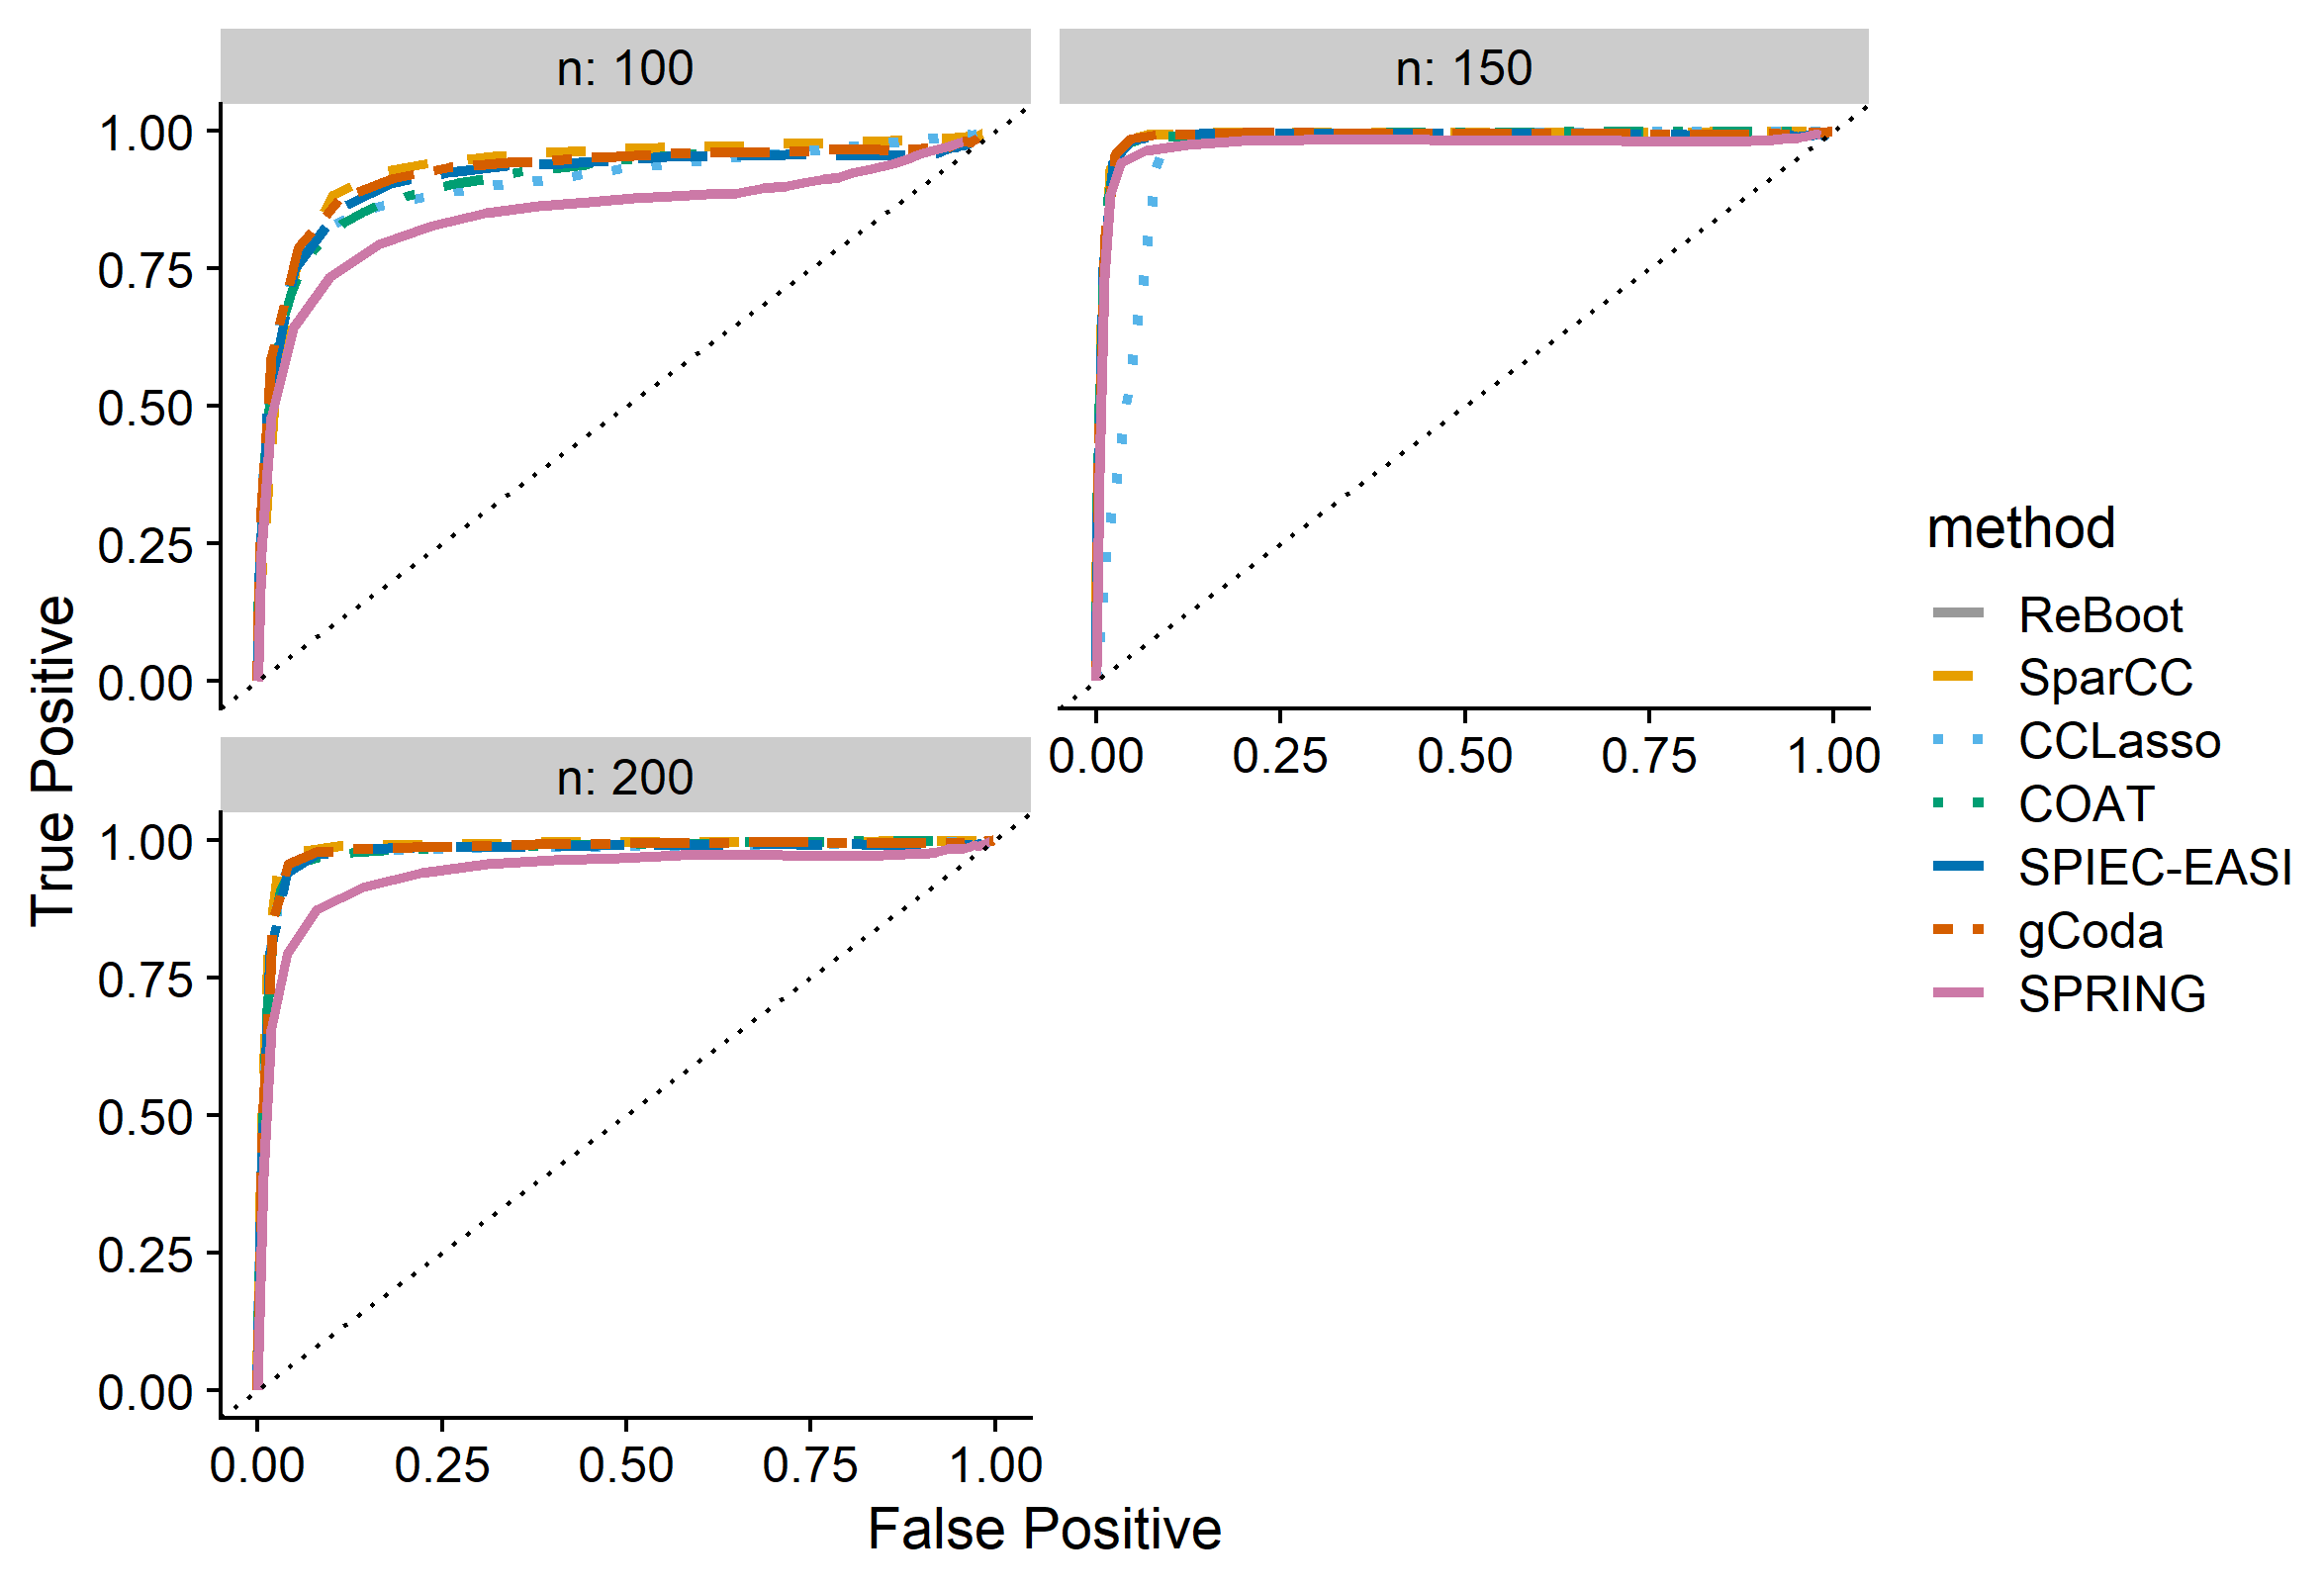 n: 100
n: 150
1.00
0.75
0.50
0.25
0.00
0.00 0.25 0.50 0.75 1.00
n: 200
1.00
0.75
0.50
0.25
0.00
0.00 0.25 0.50 0.75 1.00
True Positive
False Positive
method
ReBoot
SparCC
CCLasso
COAT
SPIEC-EASI
gCoda
SPRING